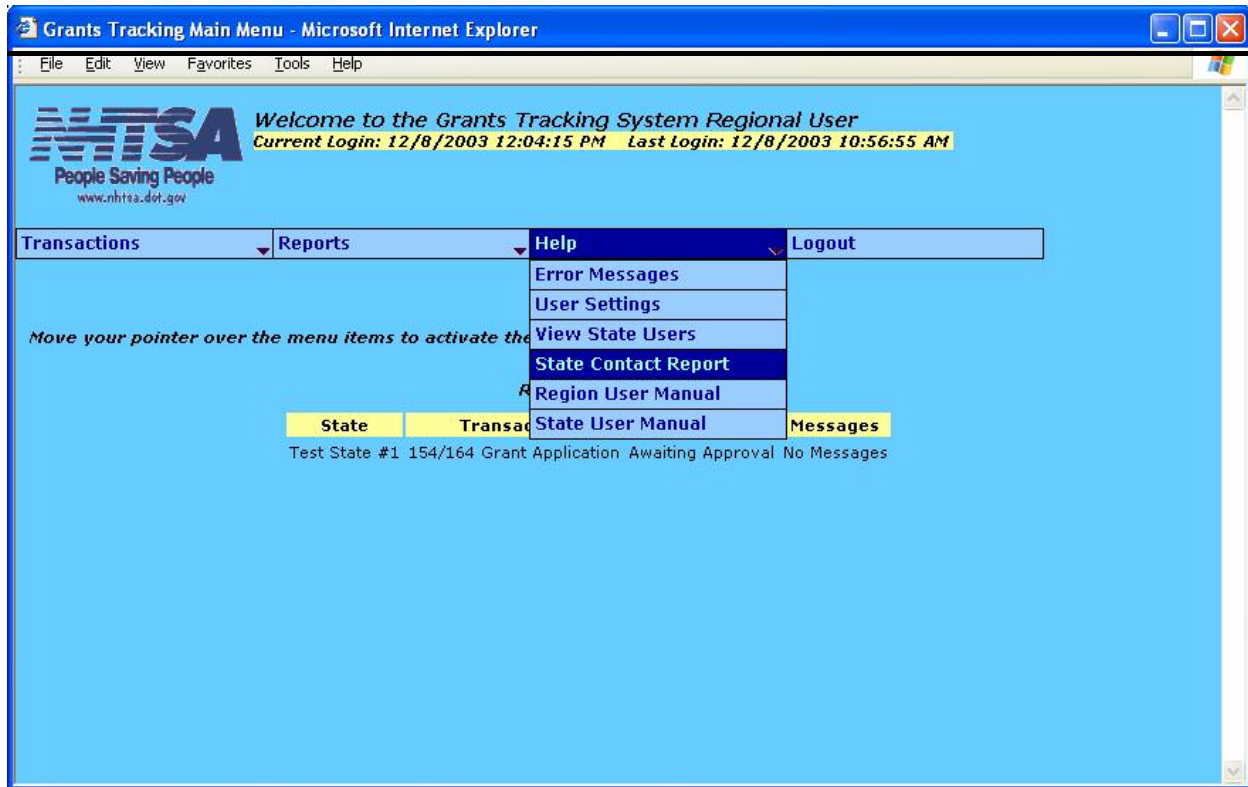 Grants Tracking Main Menu - Microsoft Internet Explorer
File Edit View Favorites Tools Help
NHTSA
People Saving People
www.nhtsa.dot.gov
Welcome to the Grants Tracking System Regional User
Current Login: 12/8/2003 12:04:15 PM Last Login: 12/8/2003 10:56:55 AM
Transactions Reports Help Logout
Error Messages
User Settings
View State Users
State Contact Report
Region User Manual
State User Manual
Move your pointer over the menu items to activate the
R
State Transac Messages
Test State #1 154/164 Grant Application Awaiting Approval No Messages